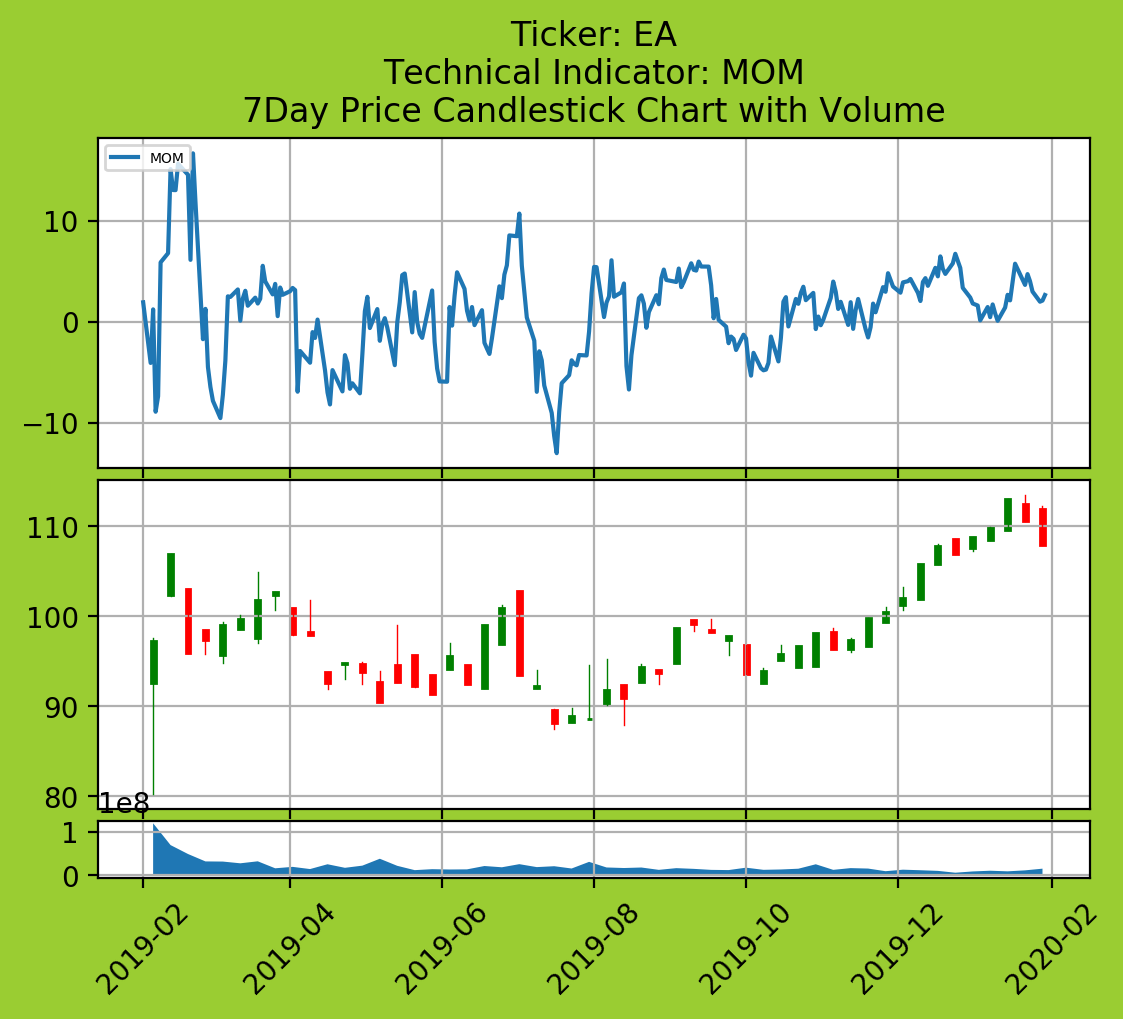 Ticker: EA
Technical Indicator: MOM
7Day Price Candlestick Chart with Volume
MOM
10
0
−10
110
100
90
80
1e8
1
0
2019-02 2019-04 2019-06 2019-08 2019-10 2019-12 2020-02